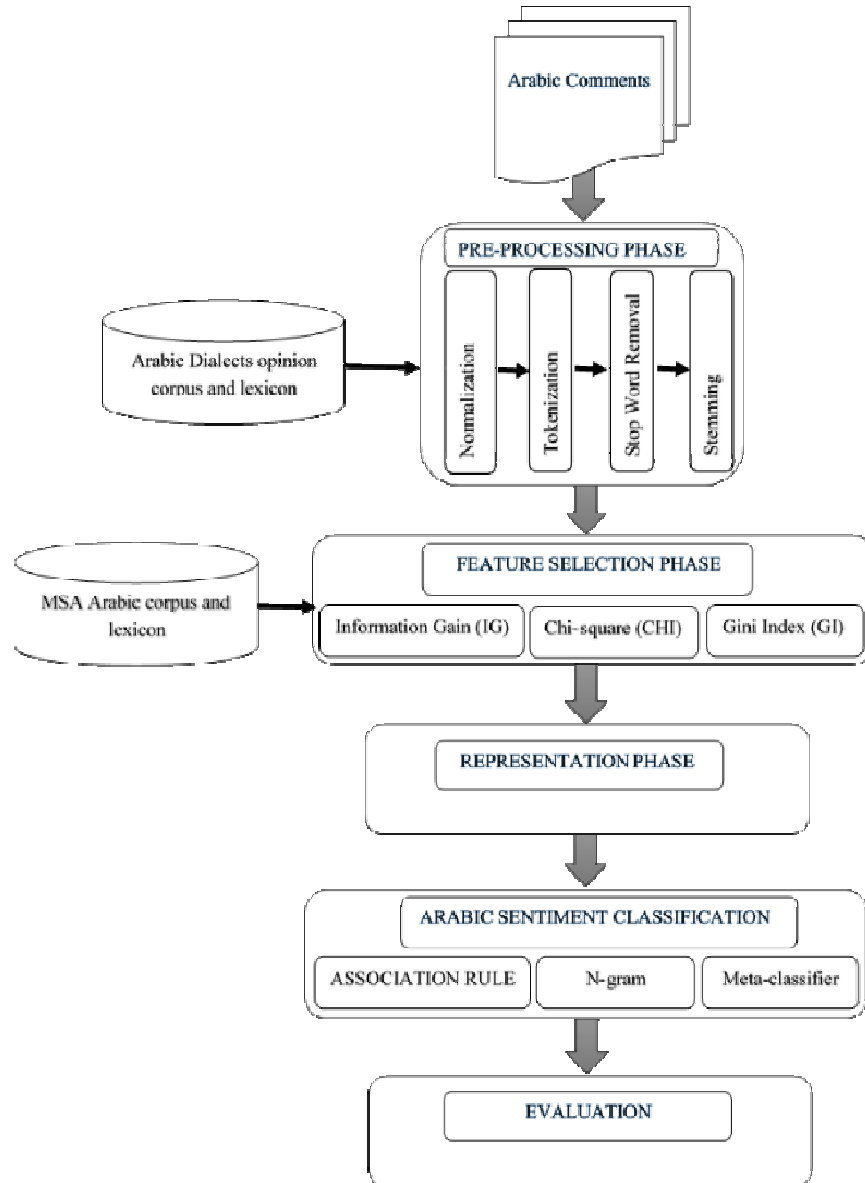 Arabic Comments
PRE-PROCESSING PHASE
Normalization
Tokenization
Stop Word Removal
Stemming
Arabic Dialects opinion
corpus and lexicon
FEATURE SELECTION PHASE
MSA Arabic corpus and
lexicon
Information Gain (IG)
Chi-square (CHI)
Gini Index (GI)
REPRESENTATION PHASE
ARABIC SENTIMENT CLASSIFICATION
ASSOCIATION RULE
N-gram
Meta-classifier
EVALUATION